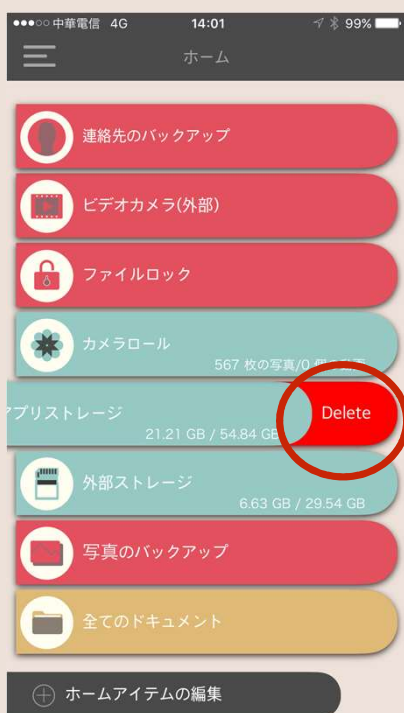 中華電信 4G 14:01 99%
ホーム
連絡先のバックアップ
ビデオカメラ(外部)
ファイルロック
カメラロール
567 枚の写真/0 個の動画
アプリストレージ
21.21 GB / 54.84 GB
Delete
外部ストレージ
6.63 GB / 29.54 GB
写真のバックアップ
全てのドキュメント
ホームアイテムの編集